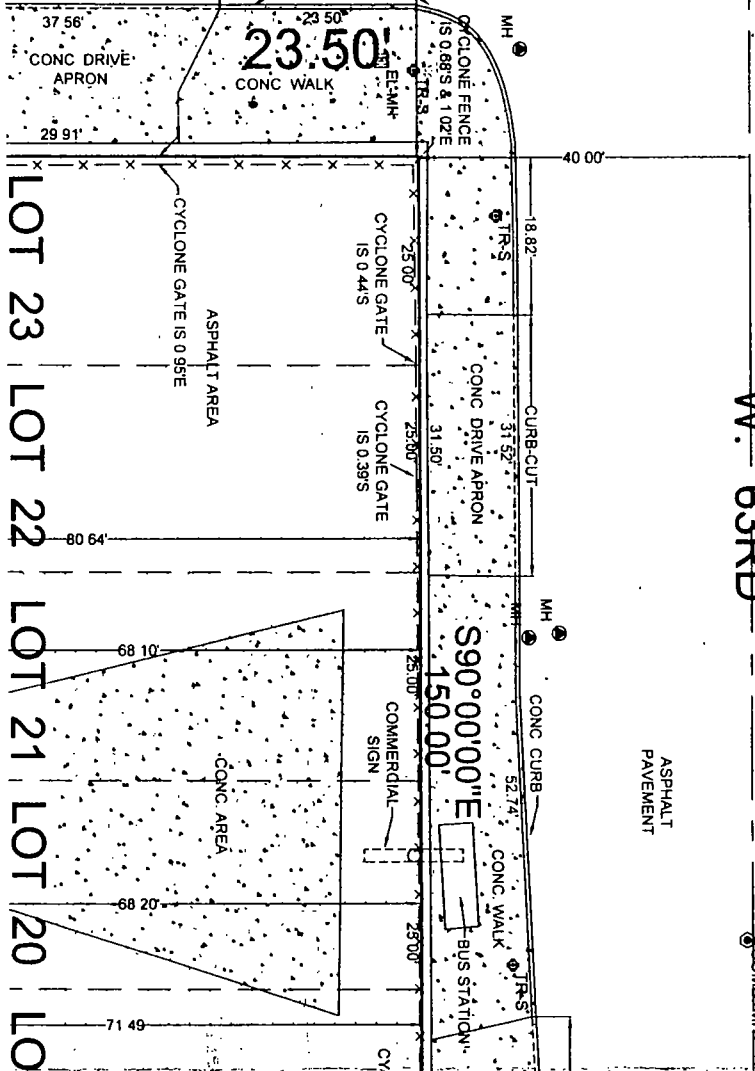 37 56'
23 50'
23.50'
CONC DRIVE
APRON
CONC WALK
EL-MH
TR-S
CYCLONE FENCE
IS 0.68'S & 1 02'E
MH
29 91'
40 00'
18.82'
TR-S
CYCLONE GATE IS 0 95'E
CYCLONE GATE
IS 0 44'S
25 00'
ASPHALT AREA
LOT 23
CONC DRIVE APRON
CURB-CUT
31 52'
31.50'
25.00'
CYCLONE GATE
IS 0.39'S
W. 63RD
LOT 22
80 64'
MH
MH
68 10'
25.00'
S90°00'00"E
150.00'
CONC CURB
52.74'
ASPHALT
PAVEMENT
LOT 21
COMMERCIAL
SIGN
CONC. AREA
CONC. WALK
BUS STATION
LOT 20
68 20'
25 00'
TR-S
71 49
LO
CY